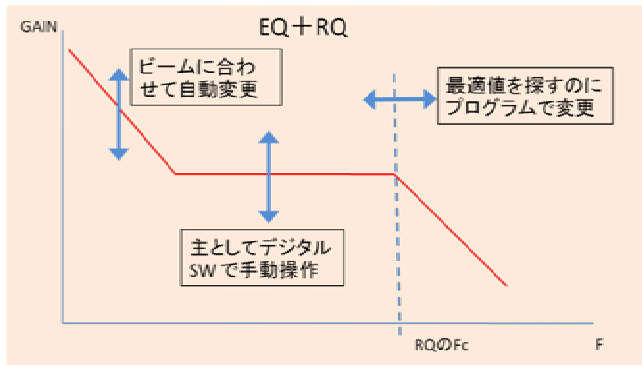 GAIN
EQ+RQ
ビームに合わ
せて自動変更
最適値を探すのに
プログラムで変更
主としてデジタル
SWで手動操作
RQのFc
F